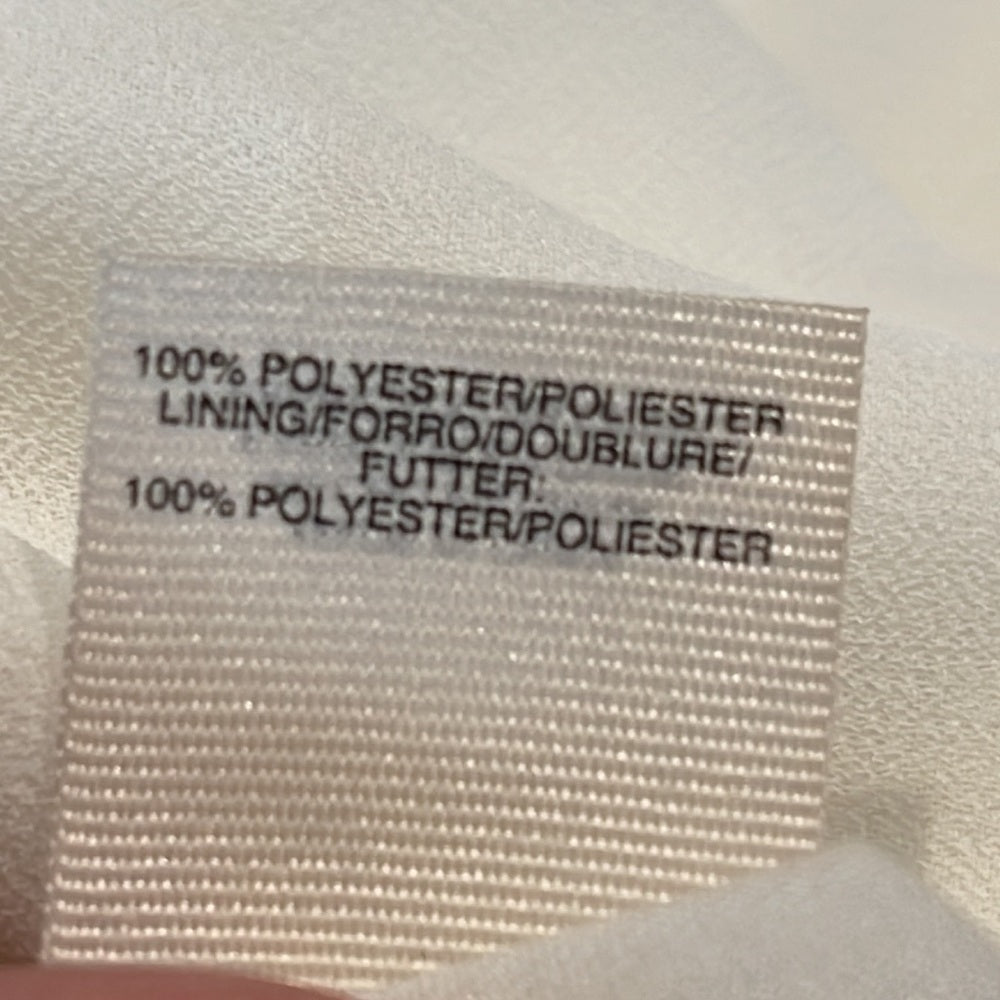 100% POLYESTER/POLIESTER
LINING/FORRO/DOUBLURE/
FUTTER:
100% POLYESTER/POLIESTER